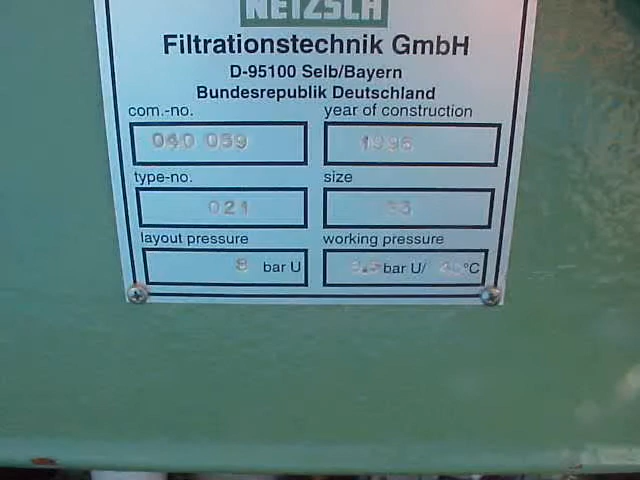 NETZSCH
Filtrationstechnik GmbH
D-95100 Selb/Bayern
Bundesrepublik Deutschland
com.-no. year of construction
040 059
type-no. size
021
layout pressure working pressure
8 bar U bar U/ °C